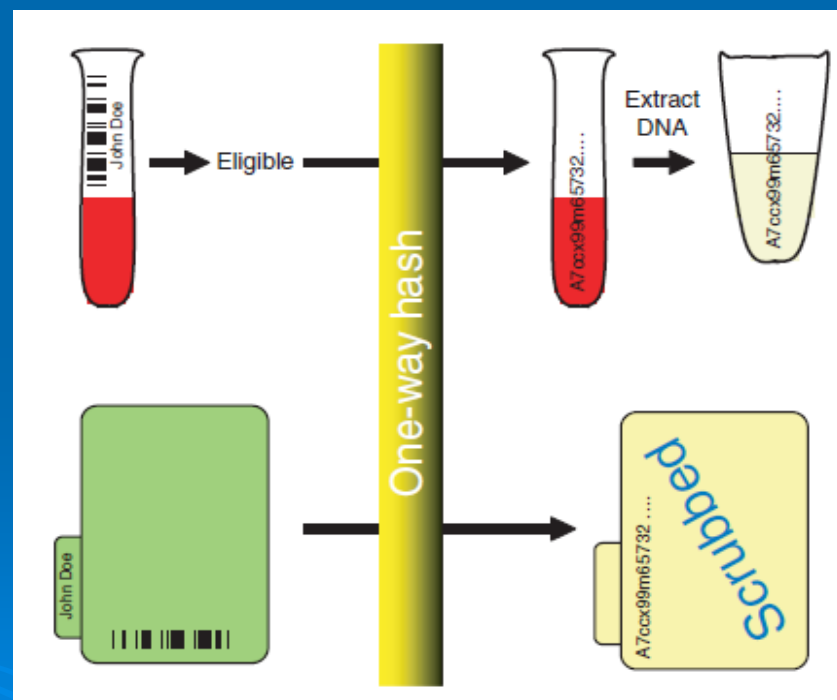 John Doe
Eligible
One-way hash
A7ccx99m65732....
Extract
DNA
A7ccx99m65732....
John Doe
A7ccx99m65732 ....
Scrubbed